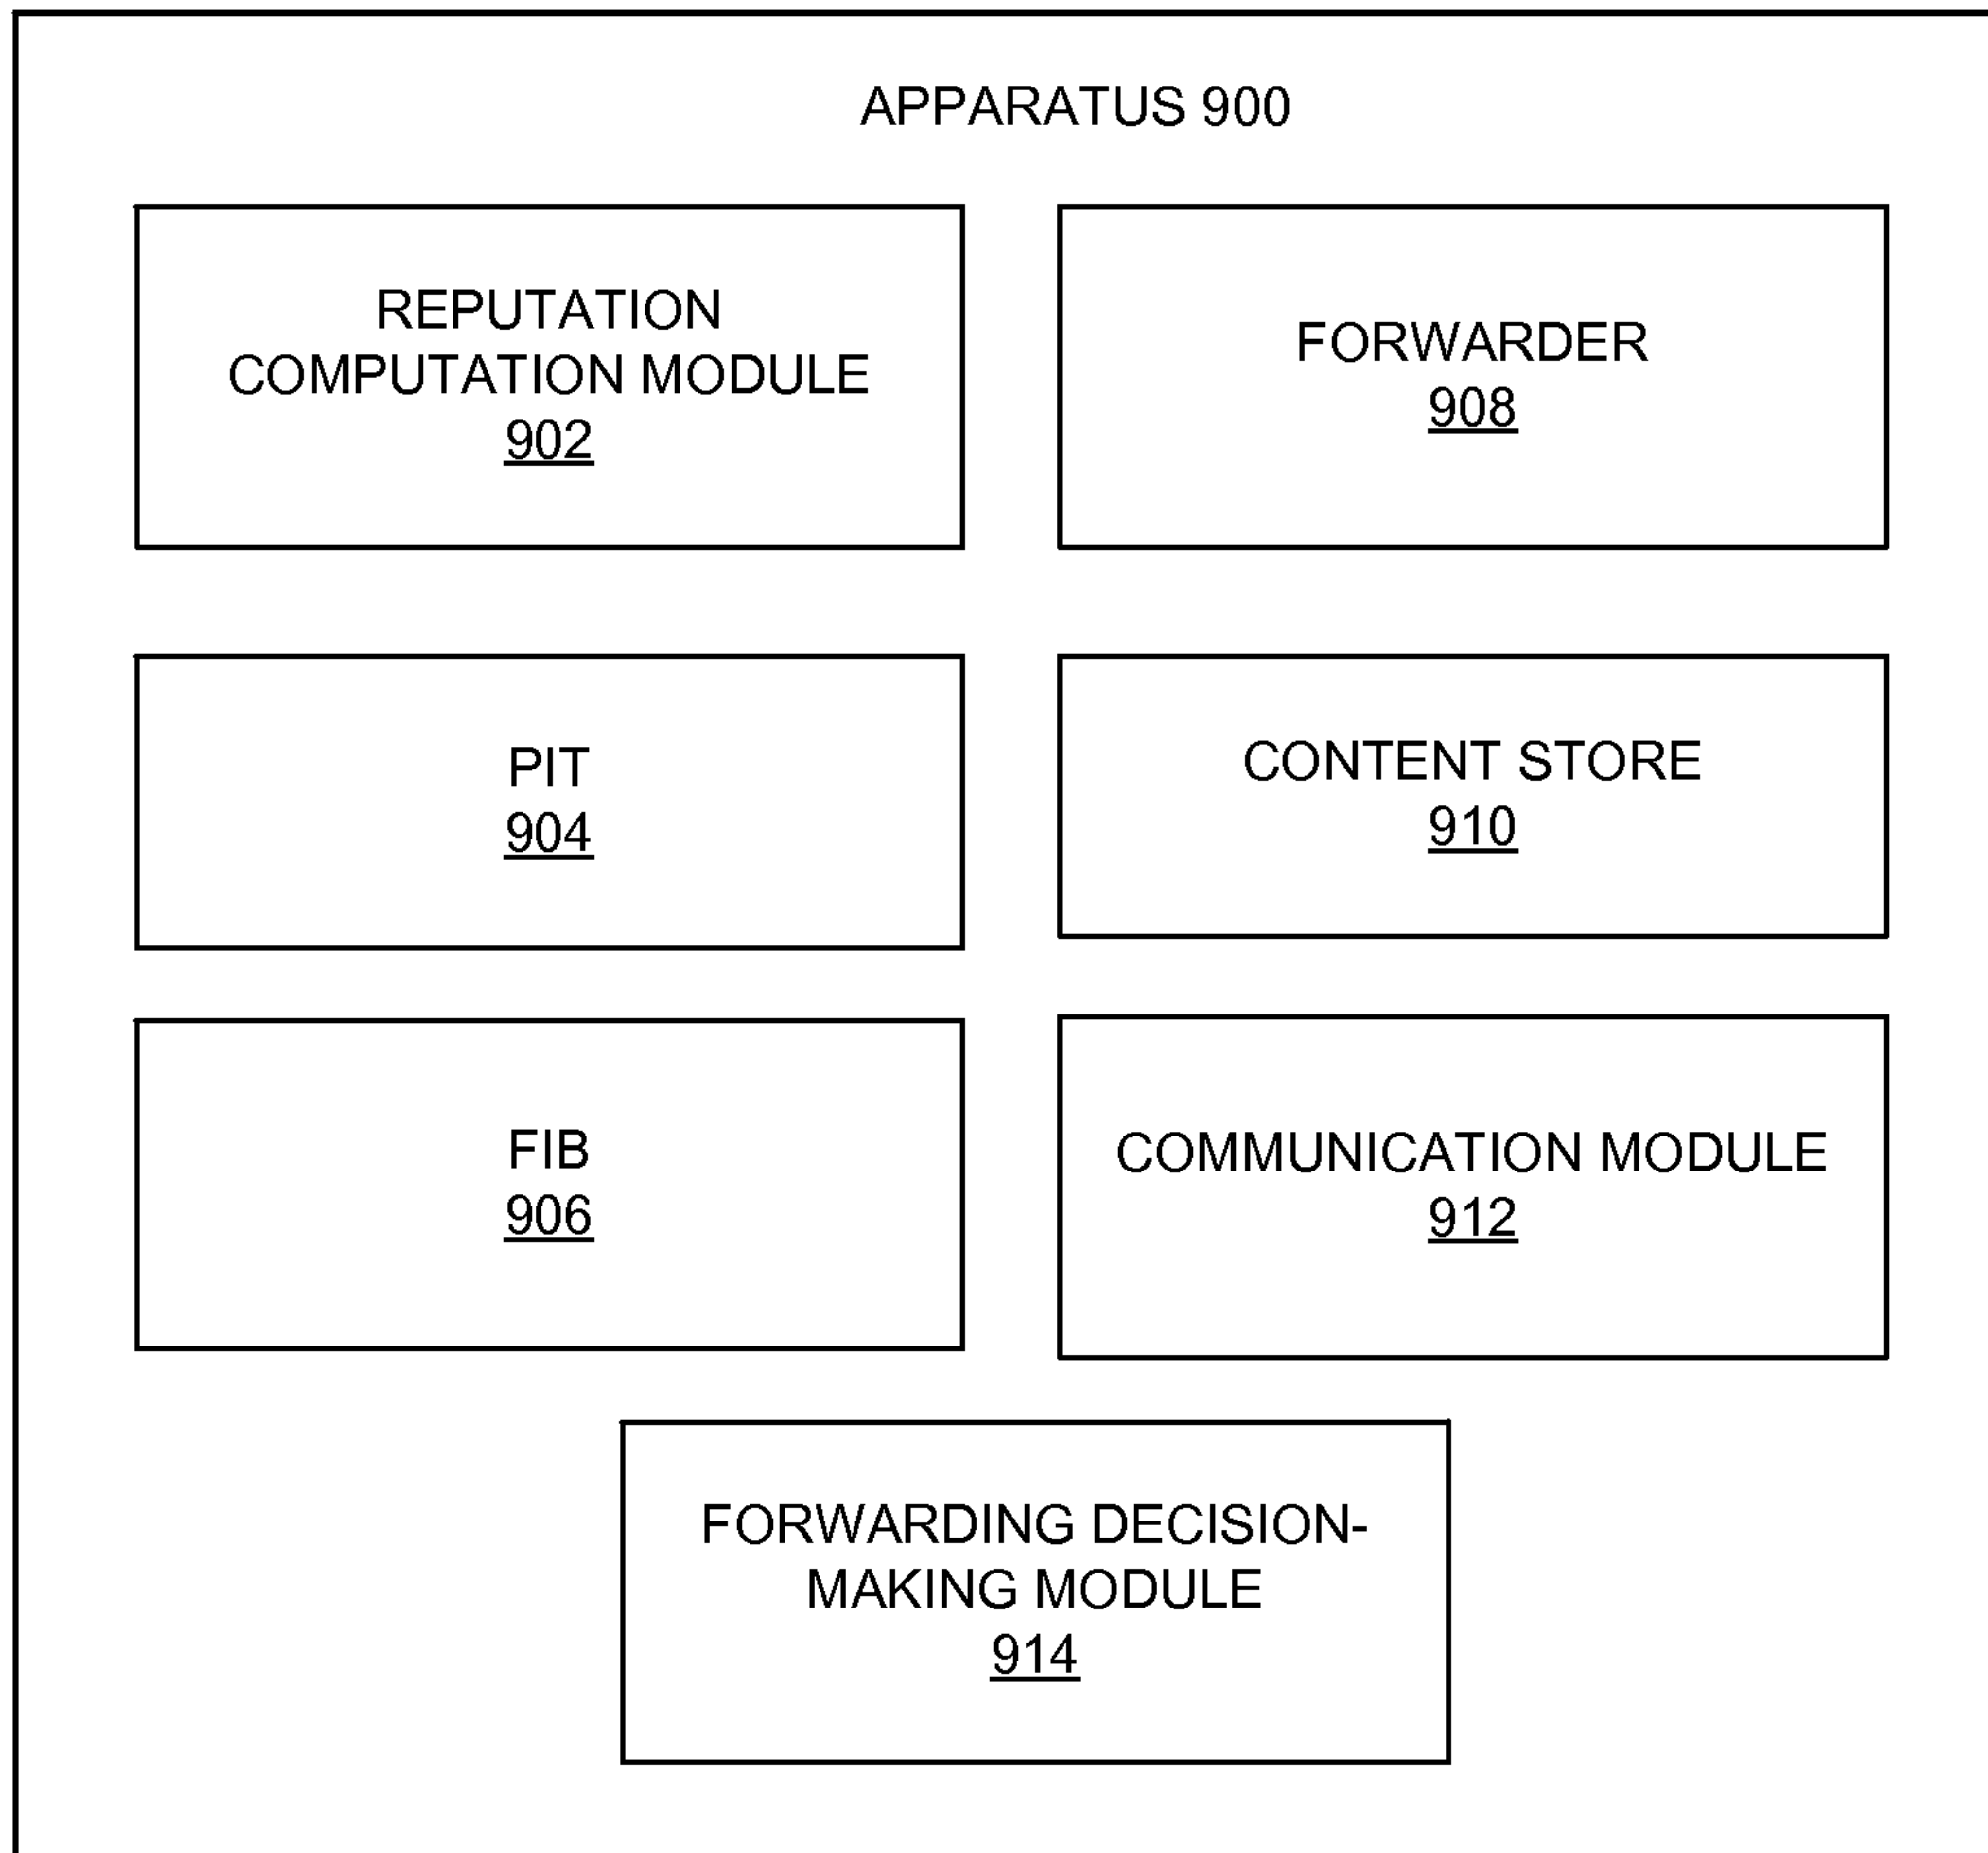 APPARATUS 900
REPUTATION
COMPUTATION MODULE
902
FORWARDER
908
PIT
904
CONTENT STORE
910
FIB
906
COMMUNICATION MODULE
912
FORWARDING DECISION-
MAKING MODULE
914